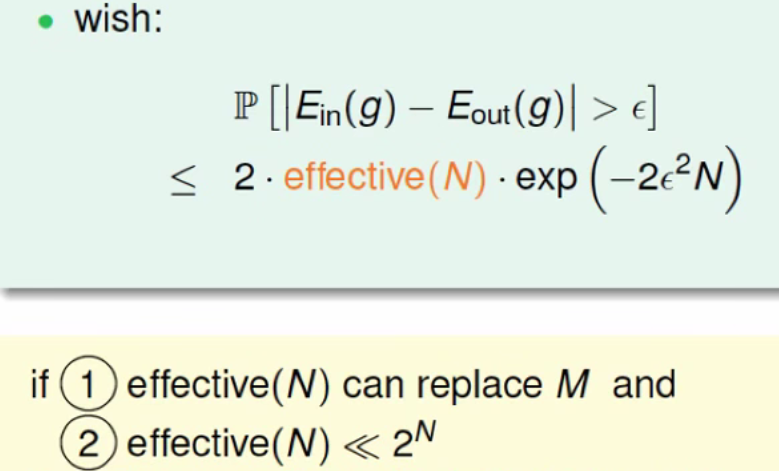 • wish:
ℙ [|E_in(g) − E_out(g)| > ϵ]
≤ 2 · effective(N) · exp (−2ϵ²N)
if ① effective(N) can replace M and
② effective(N) ≪ 2^N